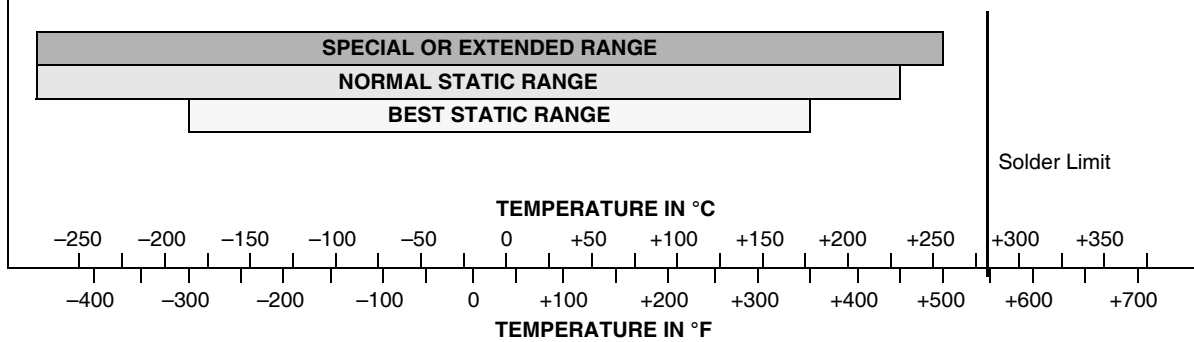 SPECIAL OR EXTENDED RANGE
NORMAL STATIC RANGE
BEST STATIC RANGE
Solder Limit
TEMPERATURE IN °C
–250 –200 –150 –100 –50 0 +50 +100 +150 +200 +250 +300 +350
–400 –300 –200 –100 0 +100 +200 +300 +400 +500 +600 +700
TEMPERATURE IN °F